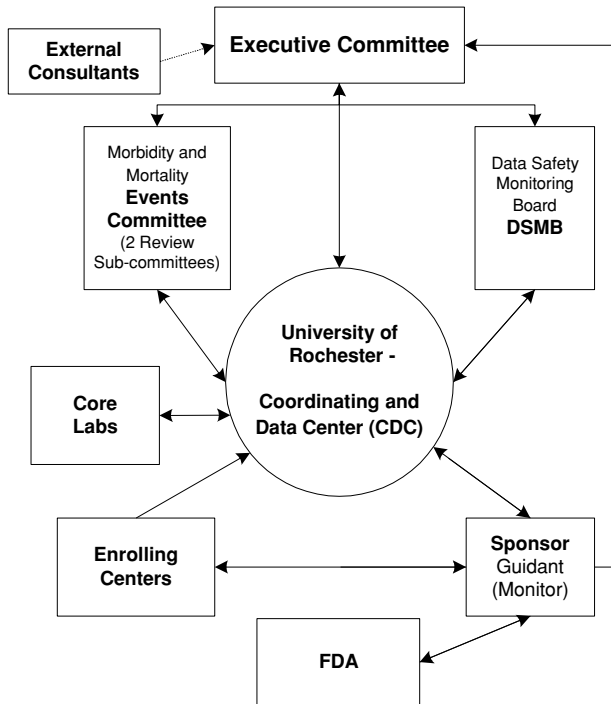 External
Consultants
Executive Committee
Morbidity and
Mortality
Events
Committee
(2 Review
Sub-committees)
Data Safety
Monitoring
Board
DSMB
University of
Rochester -
Coordinating and
Data Center (CDC)
Core
Labs
Enrolling
Centers
Sponsor
Guidant
(Monitor)
FDA